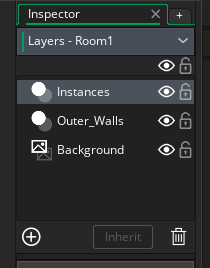 Inspector
Layers - Room1
Instances
Outer_Walls
Background
Inherit